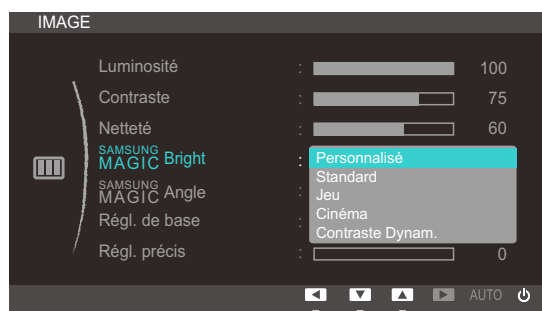 IMAGE
Luminosité : 100
Contraste : 75
Netteté : 60
SAMSUNG MAGIC Bright : Personnalisé
Standard
SAMSUNG MAGIC Angle : Jeu
Cinéma
Régl. de base : Contraste Dynam.
Régl. précis : 0
AUTO